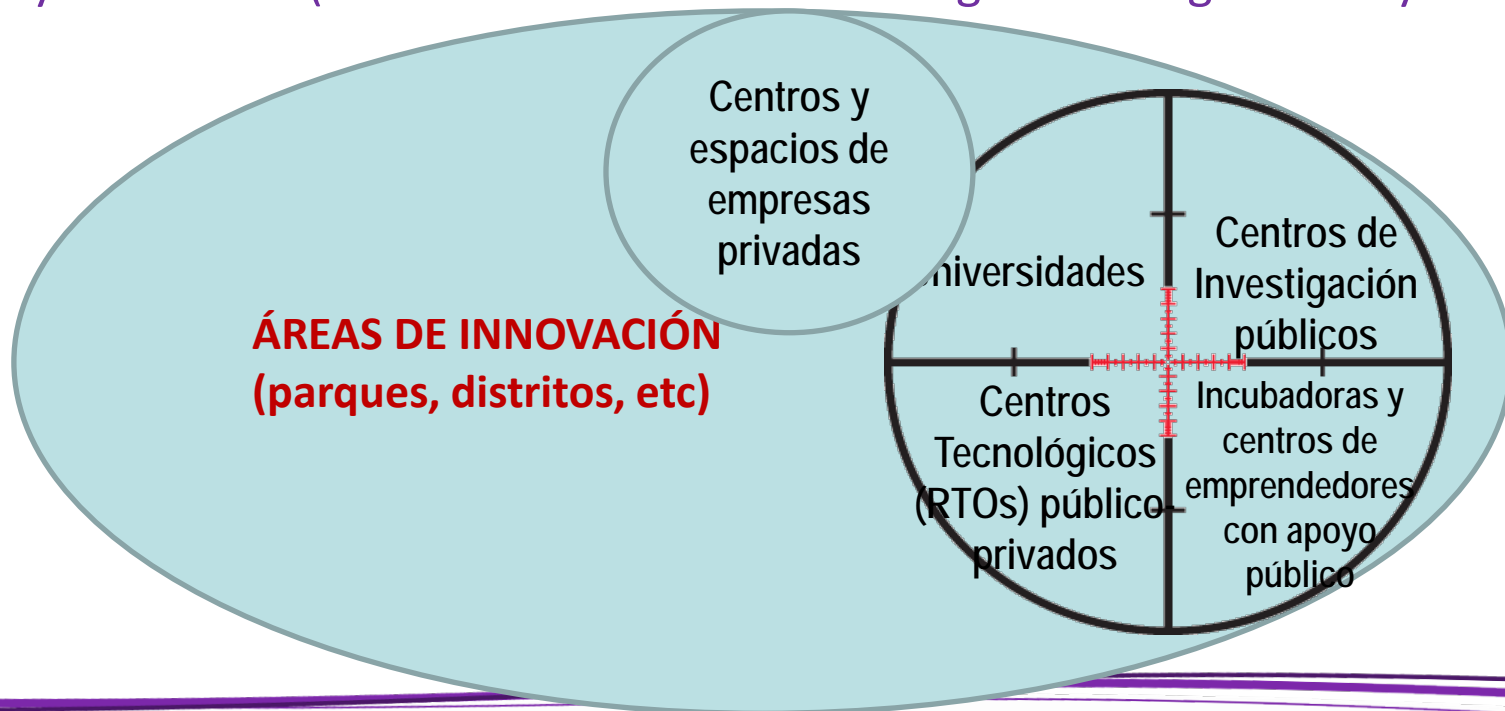 Centros y
espacios de
empresas
privadas
niversidades
Centros de
Investigación
públicos
ÁREAS DE INNOVACIÓN
(parques, distritos, etc)
Centros
Tecnológicos
(RTOs) público-
privados
Incubadoras y
centros de
emprendedores
con apoyo
público